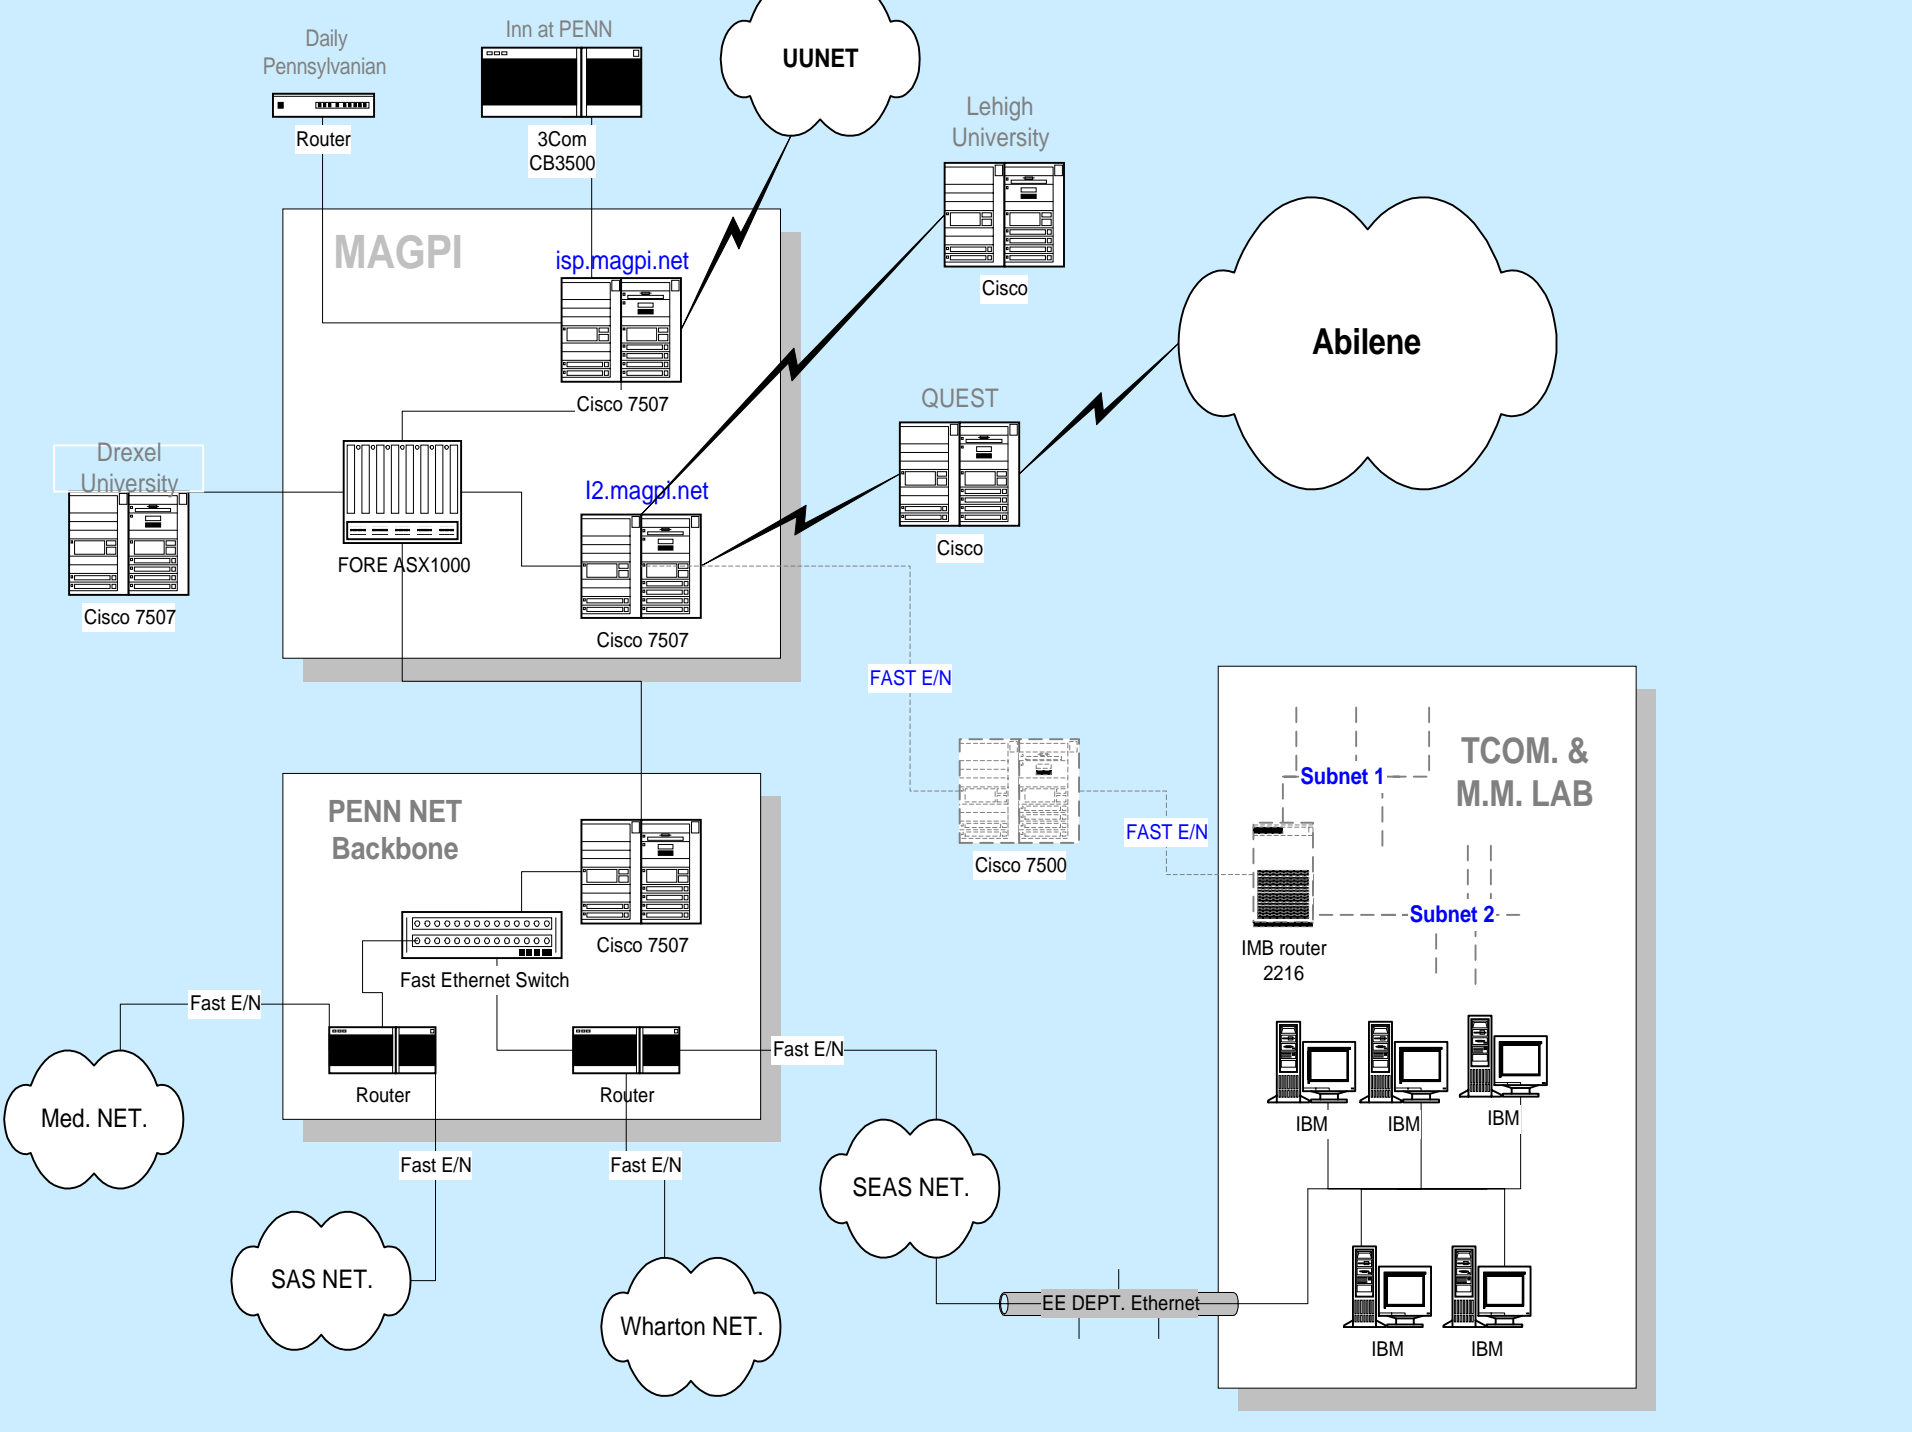 Daily
Pennsylvanian
Router
Inn at PENN
3Com
CB3500
UUNET
Lehigh
University
Cisco
MAGPI
isp.magpi.net
Cisco 7507
Abilene
QUEST
Cisco
Drexel
University
Cisco 7507
FORE ASX1000
I2.magpi.net
Cisco 7507
FAST E/N
Cisco 7500
FAST E/N
TCOM. &
M.M. LAB
Subnet 1
Subnet 2
IMB router
2216
PENN NET
Backbone
Cisco 7507
Fast Ethernet Switch
Fast E/N
Router
Router
Fast E/N
Med. NET.
Fast E/N
Fast E/N
SAS NET.
Wharton NET.
SEAS NET.
EE DEPT. Ethernet
IBM
IBM
IBM
IBM
IBM